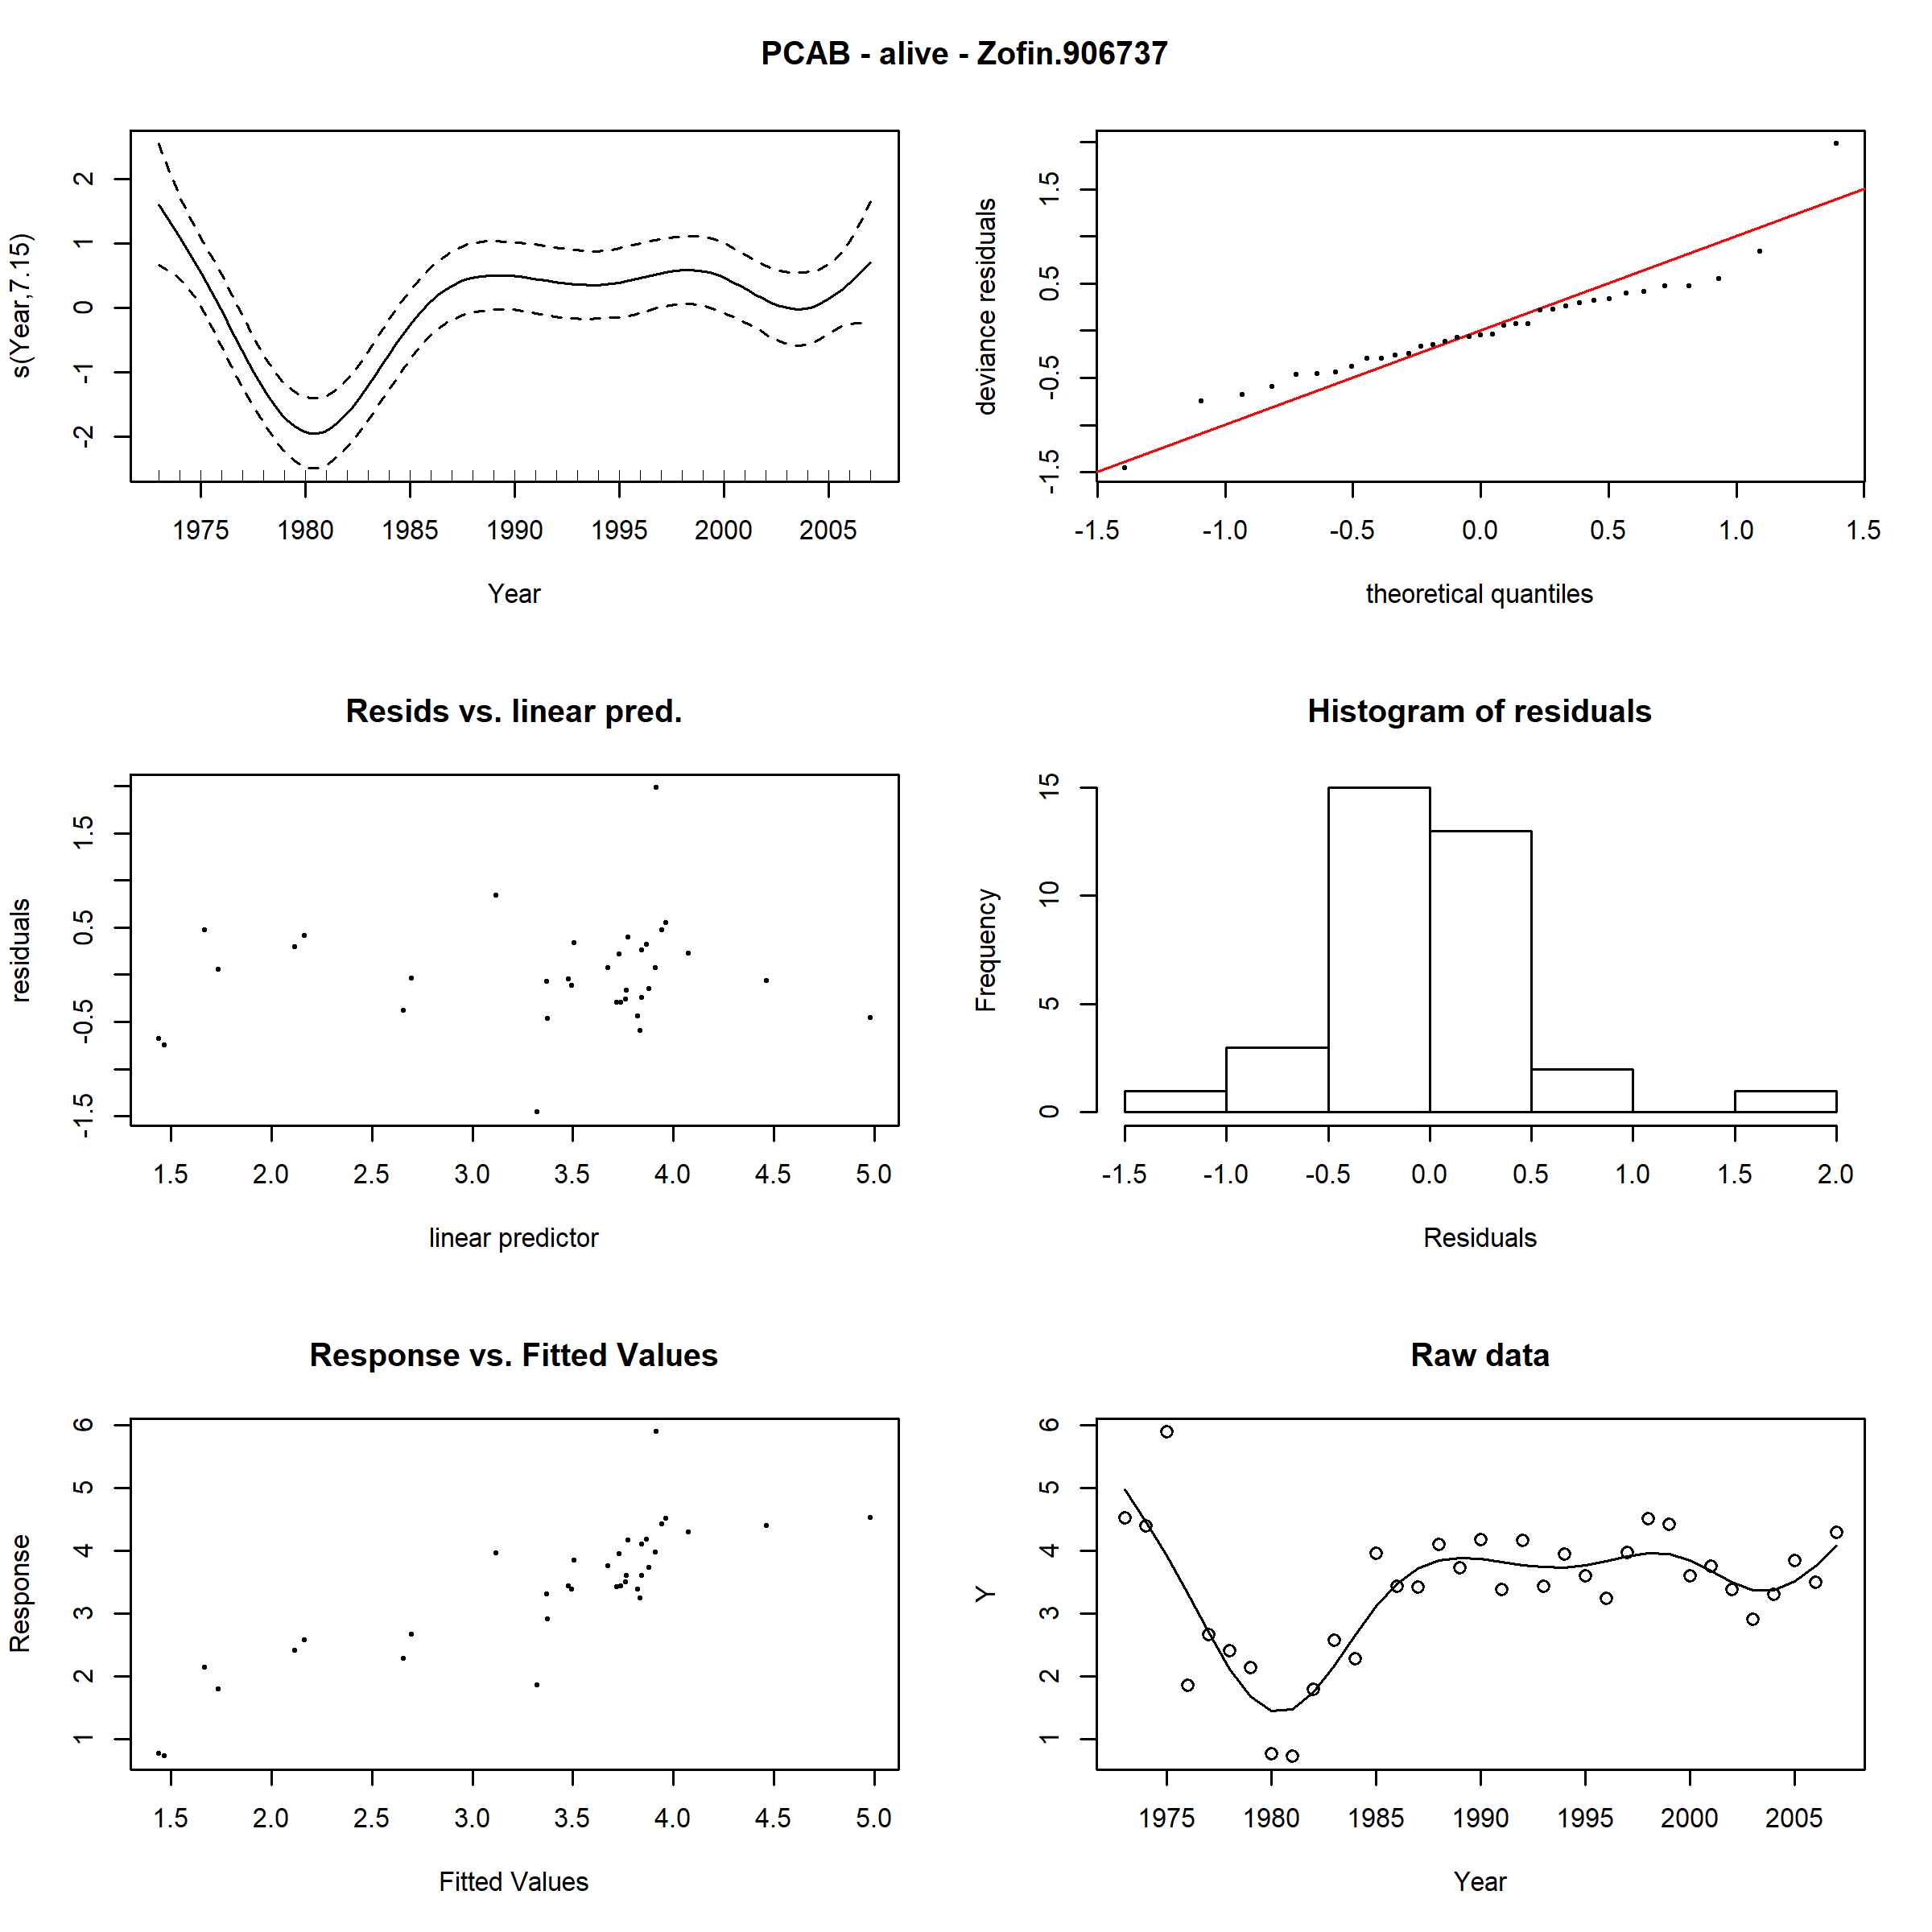 PCAB - alive - Zofin.906737
s(Year,7.15)
2
1
0
-1
-2
1975 1980 1985 1990 1995 2000 2005
Year
deviance residuals
1.5
0.5
-0.5
-1.5
-1.5 -1.0 -0.5 0.0 0.5 1.0 1.5
theoretical quantiles
Resids vs. linear pred.
residuals
1.5
0.5
-0.5
-1.5
1.5 2.0 2.5 3.0 3.5 4.0 4.5 5.0
linear predictor
Histogram of residuals
Frequency
15
10
5
0
-1.5 -1.0 -0.5 0.0 0.5 1.0 1.5 2.0
Residuals
Response vs. Fitted Values
Response
6
5
4
3
2
1
1.5 2.0 2.5 3.0 3.5 4.0 4.5 5.0
Fitted Values
Raw data
Y
6
5
4
3
2
1
1975 1980 1985 1990 1995 2000 2005
Year